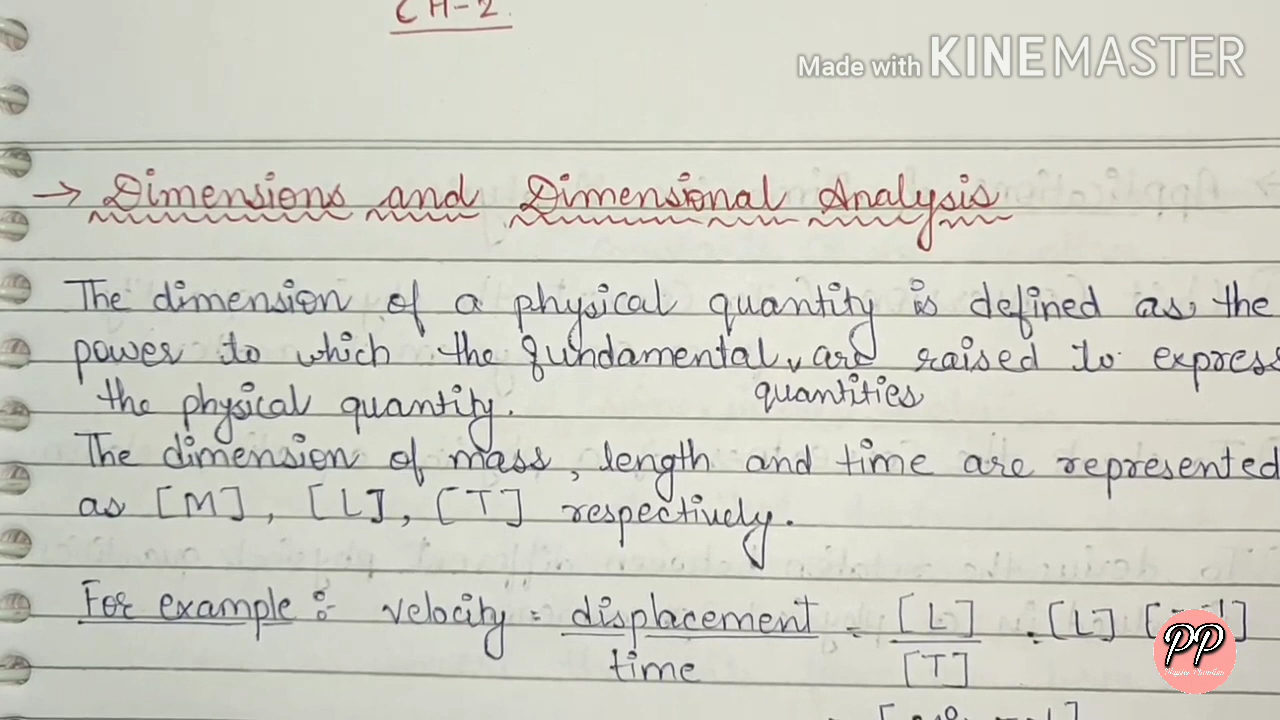 CH-2
Made with KINEMASTER
→ Dimensions and Dimensional Analysis
The dimension of a physical quantity is defined as the
power to which the fundamental quantities are raised to express
the physical quantity.
The dimension of mass, length and time are represented
as [M], [L], [T] respectively.
For example :- velocity = displacement / time = [L] / [T] = [L]
PP